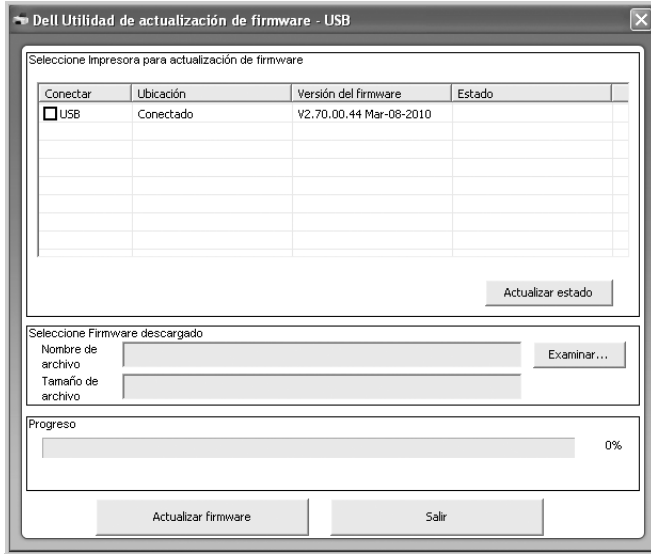 Dell Utilidad de actualización de firmware - USB
Seleccione Impresora para actualización de firmware
Conectar Ubicación Versión del firmware Estado
USB Conectado V2.70.00.44 Mar-08-2010
Actualizar estado
Seleccione Firmware descargado
Nombre de archivo
Examinar...
Tamaño de archivo
Progreso
0%
Actualizar firmware Salir